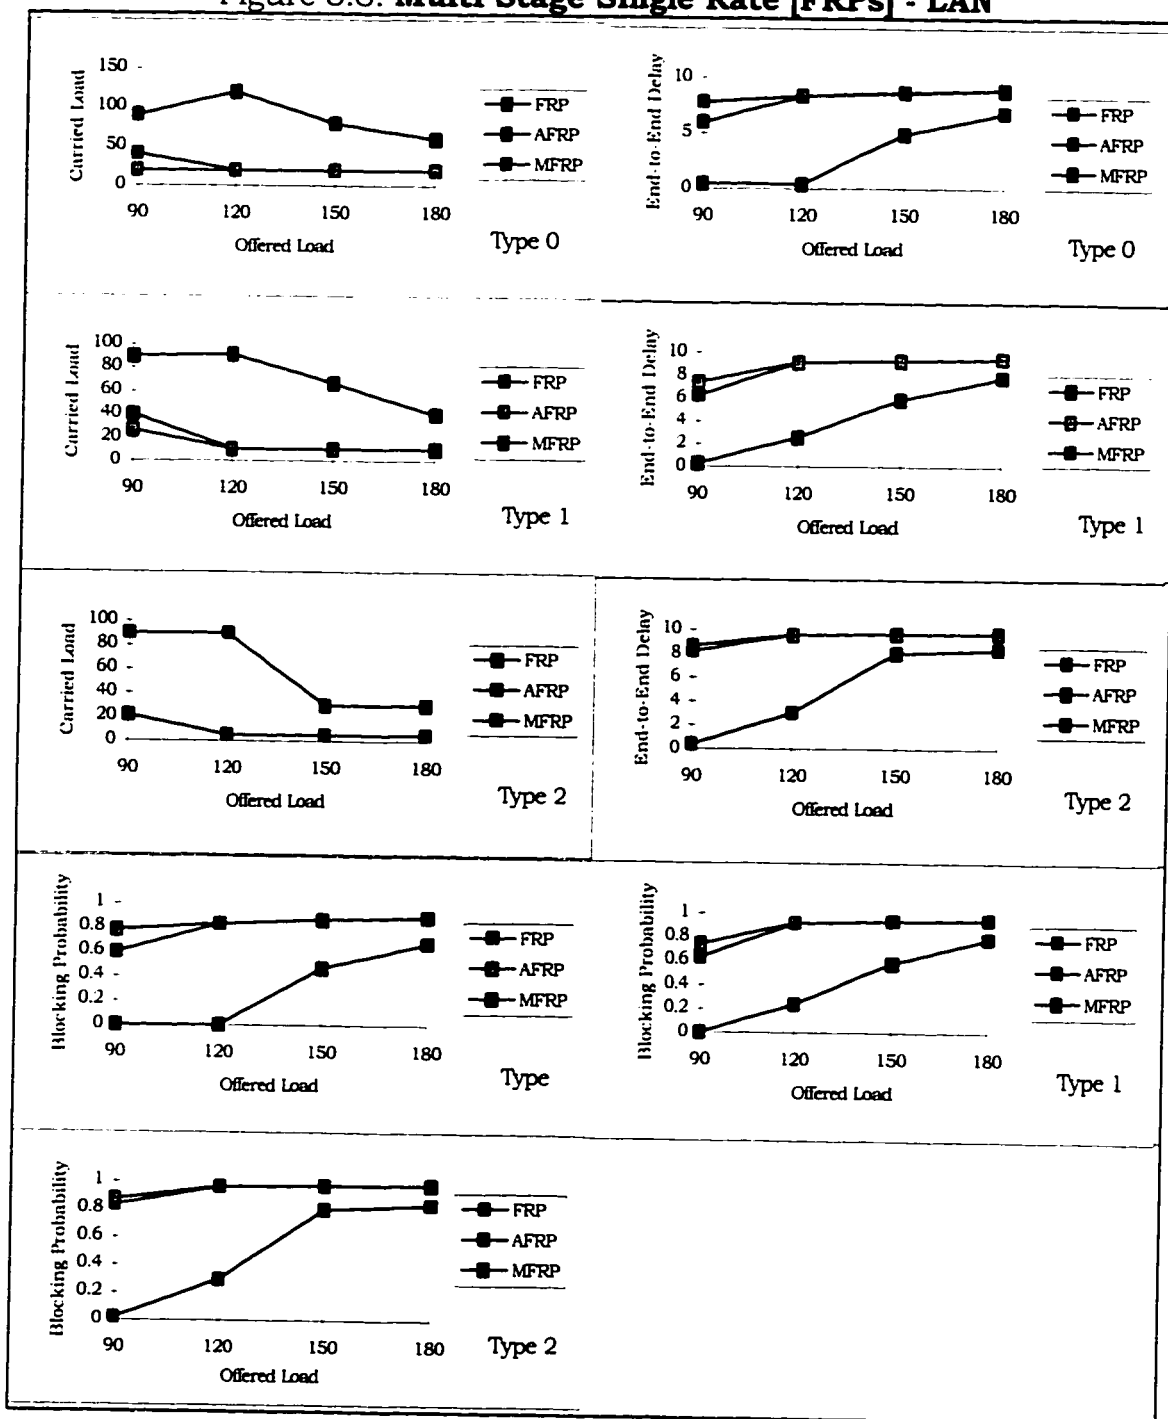 Figure 3.8: Multi Stage Single Rate [FRPs] - LAN
Carried Load
150
100
50
0
90 120 150 180
Offered Load
FRP
AFRP
MFRP
Type 0
End-to-End Delay
10
5
0
90 120 150 180
Offered Load
FRP
AFRP
MFRP
Type 0
Carried Load
100
80
60
40
20
0
90 120 150 180
Offered Load
FRP
AFRP
MFRP
Type 1
End-to-End Delay
10
8
6
4
2
0
90 120 150 180
Offered Load
FRP
AFRP
MFRP
Type 1
Carried Load
100
80
60
40
20
0
90 120 150 180
Offered Load
FRP
AFRP
MFRP
Type 2
End-to-End Delay
10
8
6
4
2
0
90 120 150 180
Offered Load
FRP
AFRP
MFRP
Type 2
Blocking Probability
1
0.8
0.6
0.4
0.2
0
90 120 150 180
Offered Load
FRP
AFRP
MFRP
Type
Blocking Probability
1
0.8
0.6
0.4
0.2
0
90 120 150 180
Offered Load
FRP
AFRP
MFRP
Type 1
Blocking Probability
1
0.8
0.6
0.4
0.2
0
90 120 150 180
Offered Load
FRP
AFRP
MFRP
Type 2